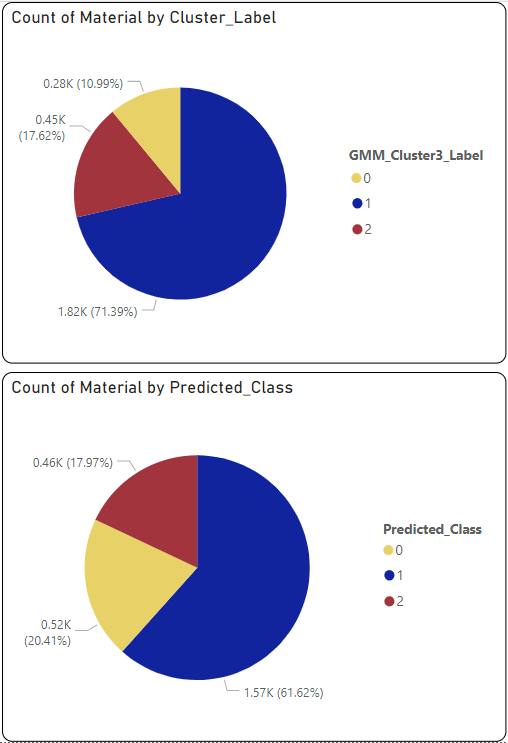 Count of Material by Cluster_Label
0.28K (10.99%)
0.45K
(17.62%)
1.82K (71.39%)
GMM_Cluster3_Label
0
1
2
Count of Material by Predicted_Class
0.46K (17.97%)
0.52K
(20.41%)
1.57K (61.62%)
Predicted_Class
0
1
2